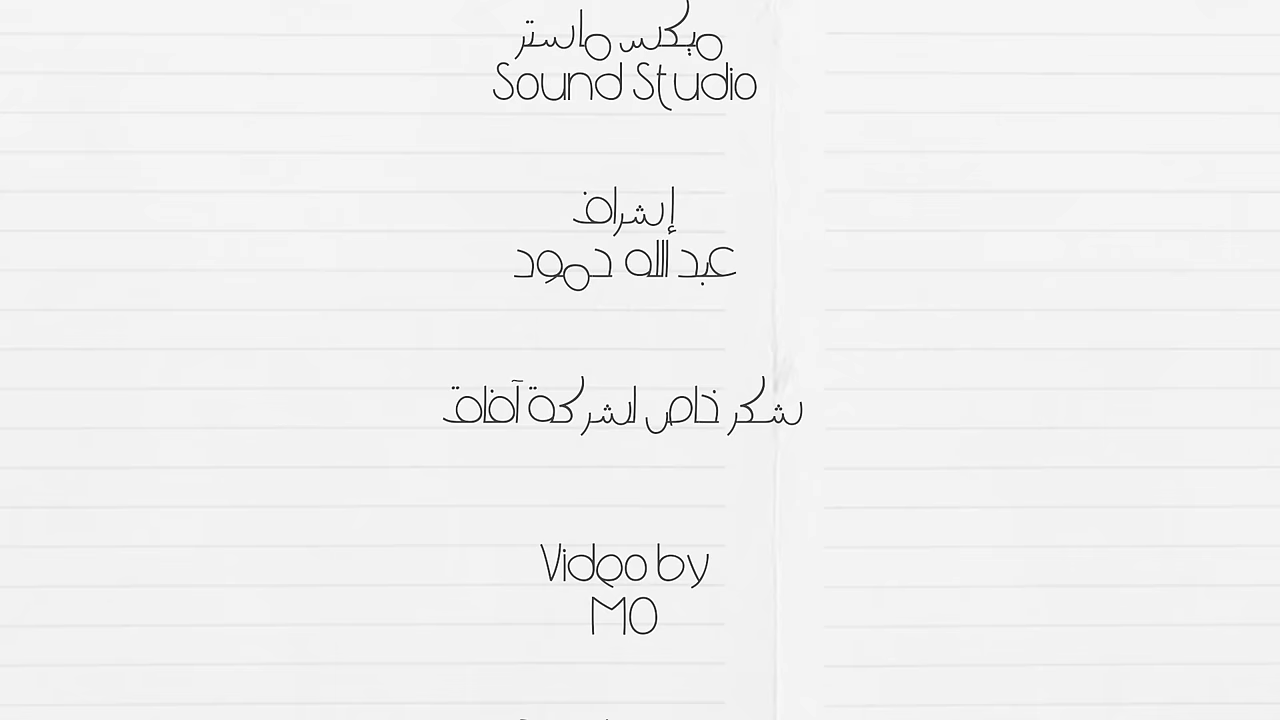 ميكس ماستر
Sound Studio
إشراف
عبد الله حمود
شكر خاص لشركة آفاق
Video by
MO